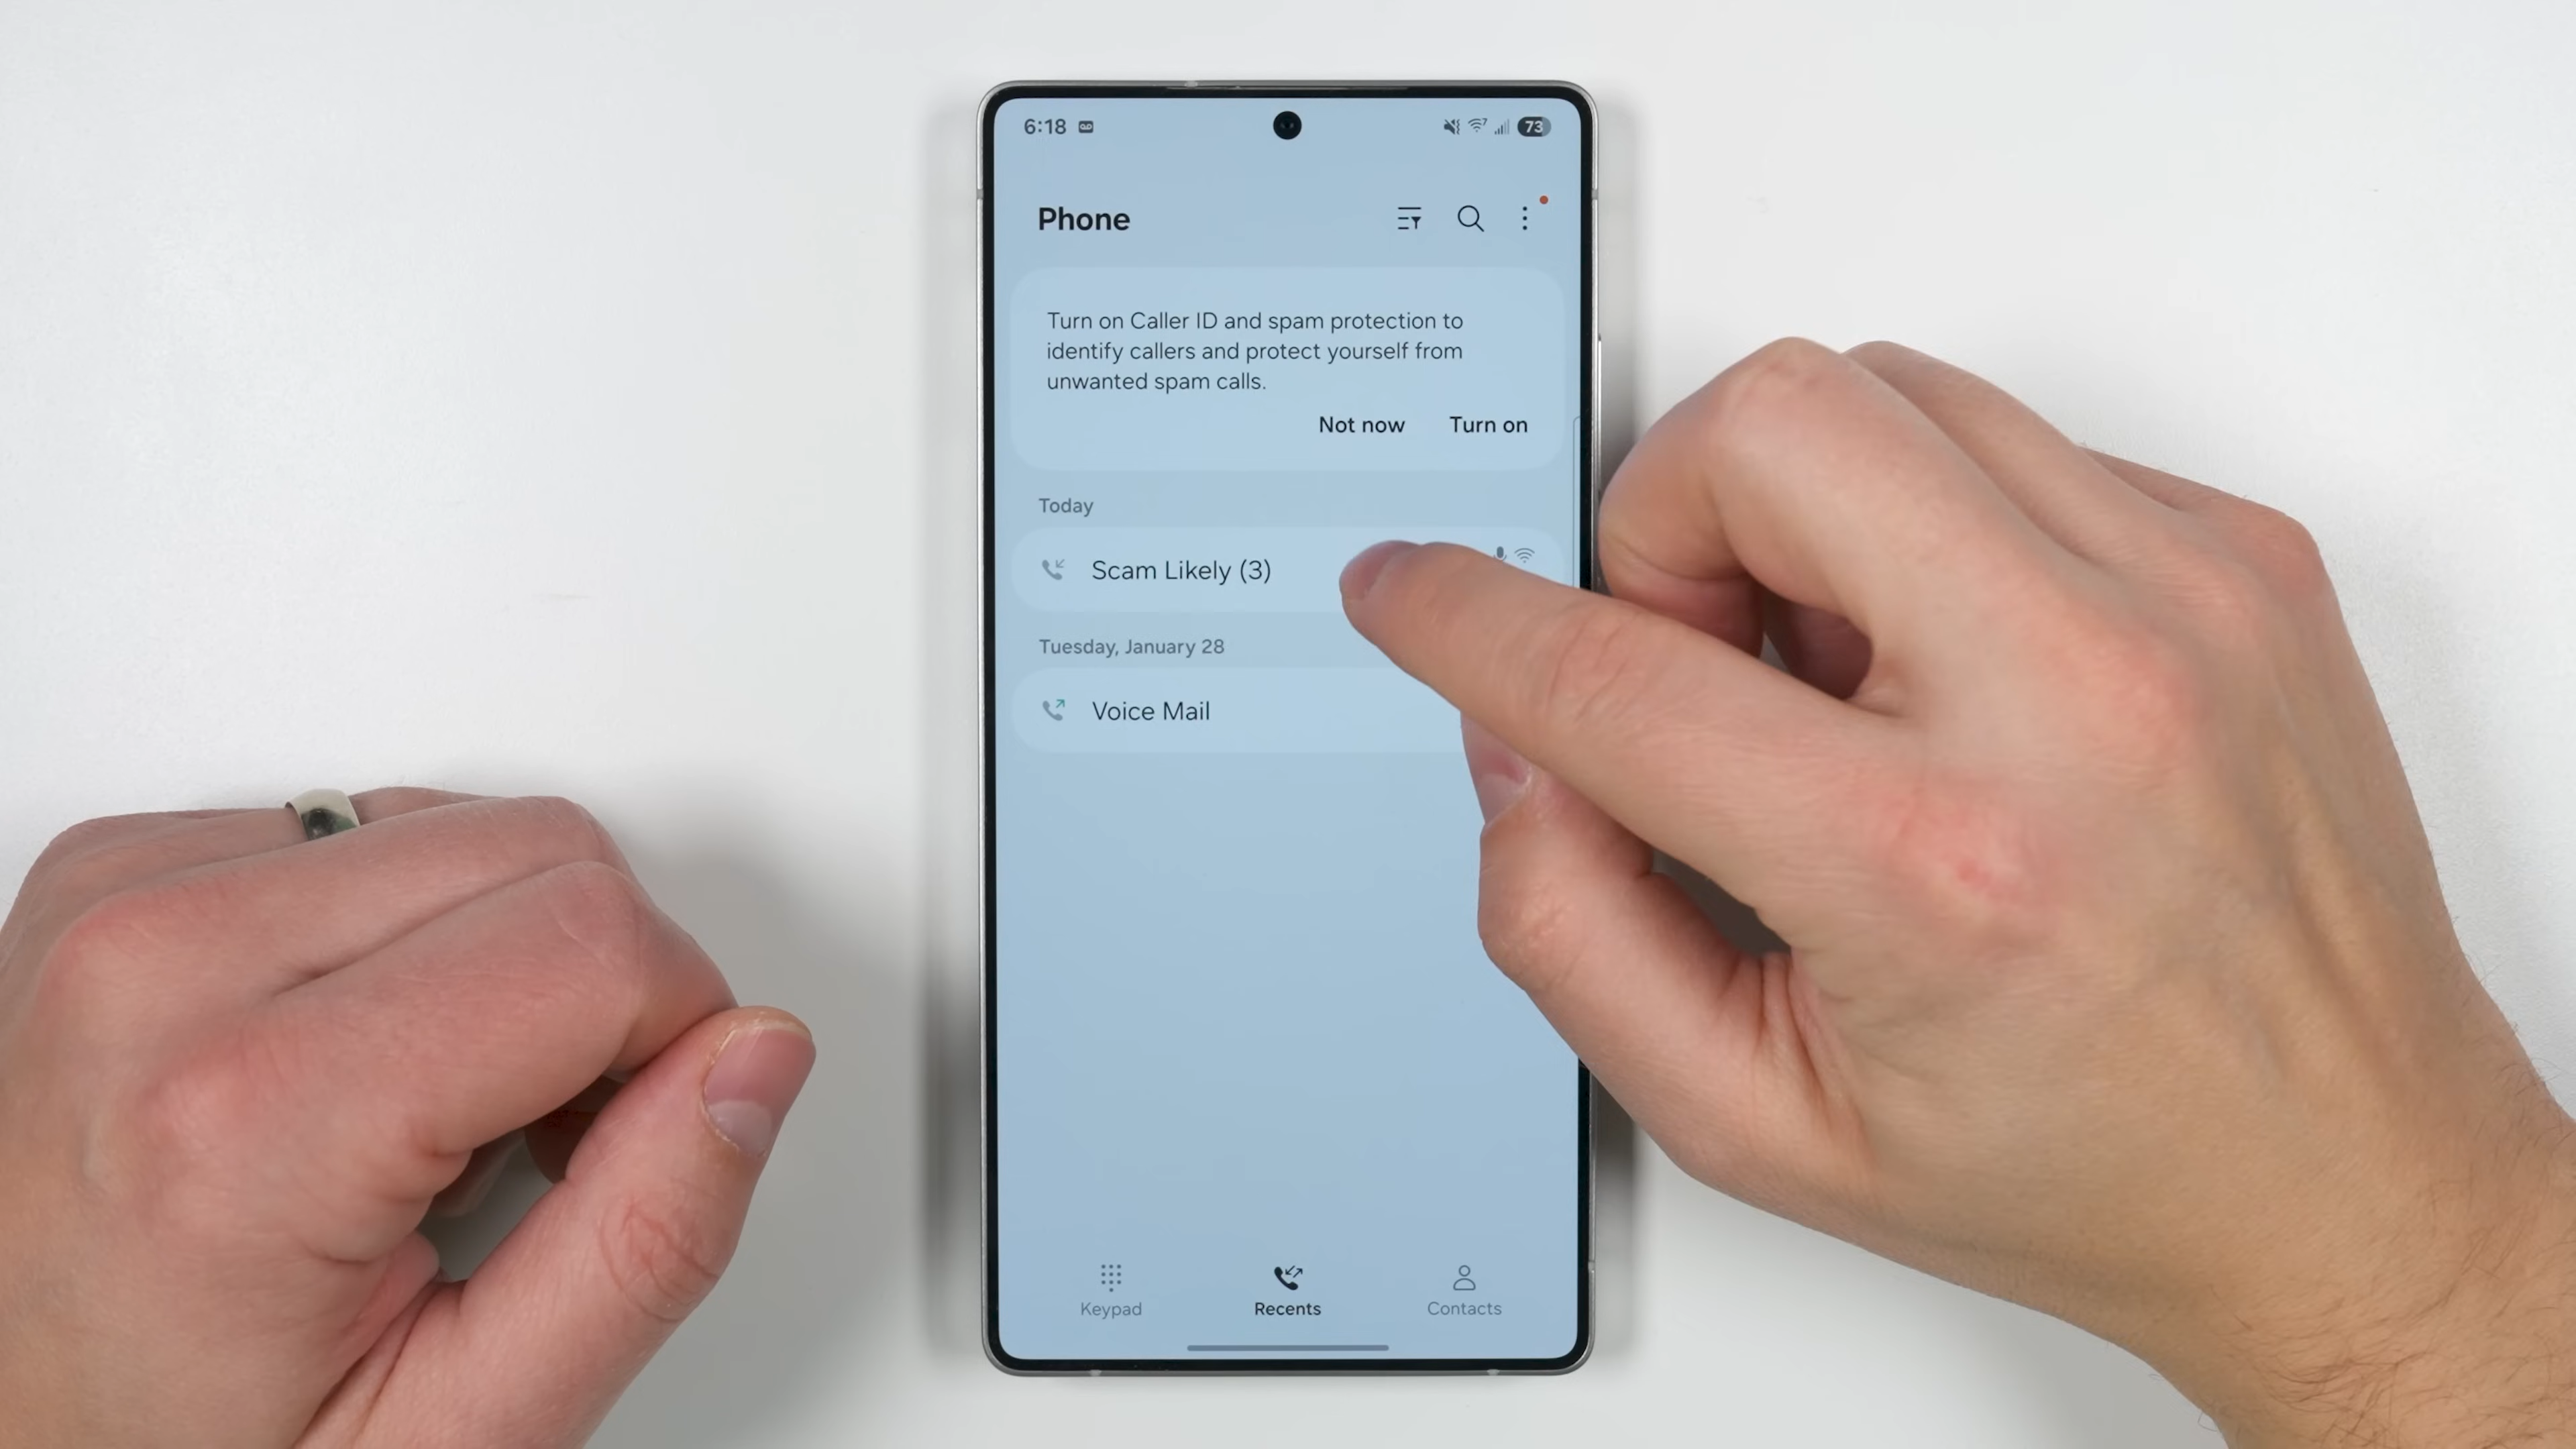 6:18
73
Phone
Turn on Caller ID and spam protection to
identify callers and protect yourself from
unwanted spam calls.
Not now Turn on
Today
Scam Likely (3)
Tuesday, January 28
Voice Mail
Keypad Recents Contacts